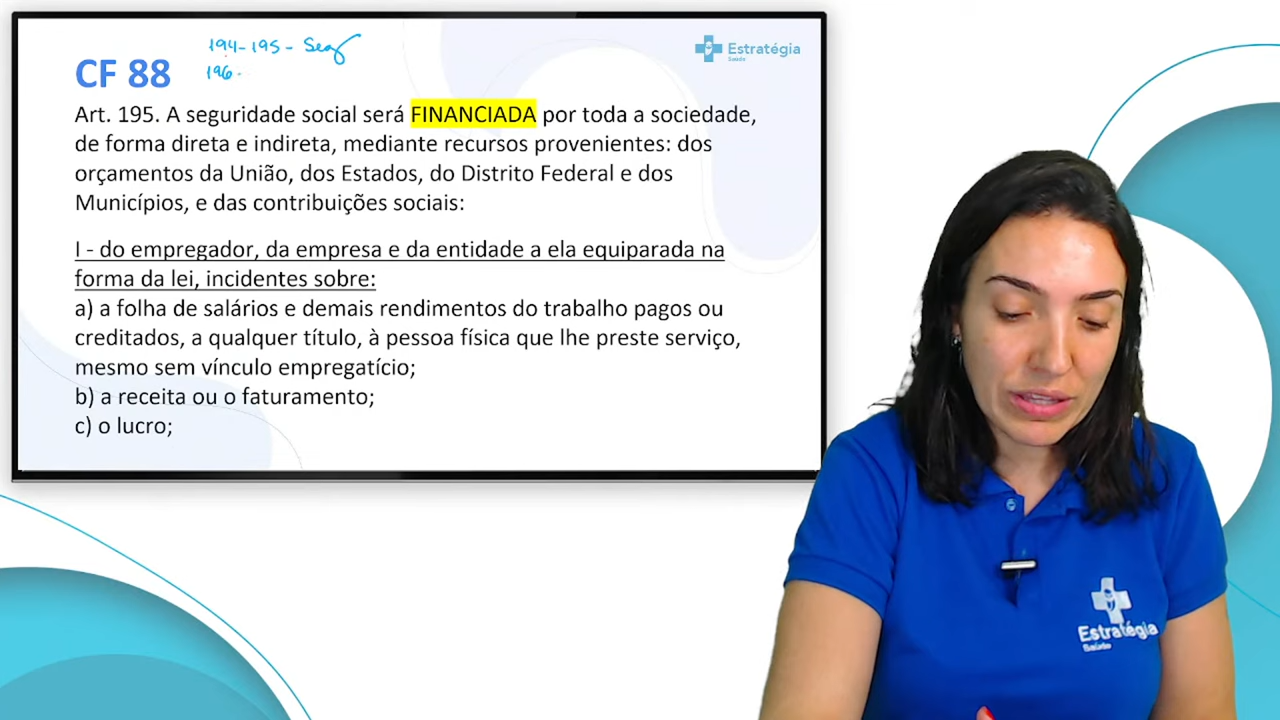 194-195 - Seg
196-
Estratégia
Saúde
CF 88
Art. 195. A seguridade social será FINANCIADA por toda a sociedade,
de forma direta e indireta, mediante recursos provenientes: dos
orçamentos da União, dos Estados, do Distrito Federal e dos
Municípios, e das contribuições sociais:
I - do empregador, da empresa e da entidade a ela equiparada na
forma da lei, incidentes sobre:
a) a folha de salários e demais rendimentos do trabalho pagos ou
creditados, a qualquer título, à pessoa física que lhe preste serviço,
mesmo sem vínculo empregatício;
b) a receita ou o faturamento;
c) o lucro;
Estratégia
Saúde